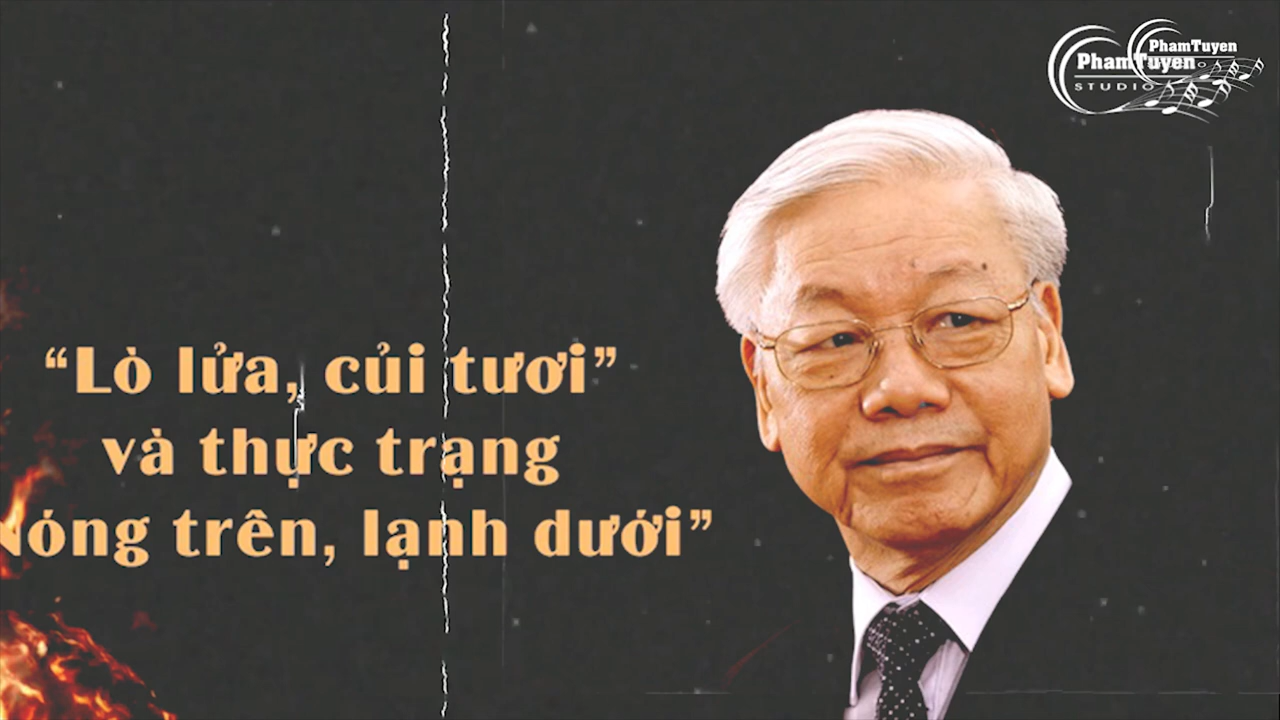 PhamTuyen
PhamTuyen
STUDIO
“Lò lửa, củi tươi”
và thực trạng
Nóng trên, lạnh dưới”